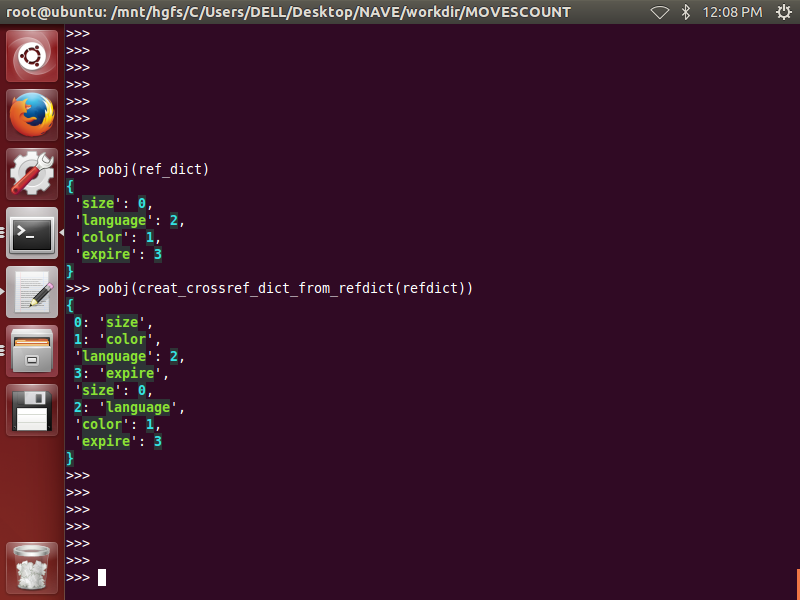 root@ubuntu: /mnt/hgfs/C/Users/DELL/Desktop/NAVE/workdir/MOVESCOUNT 12:08 PM
>>>
>>>
>>>
>>>
>>>
>>>
>>>
>>>
>>> pobj(ref_dict)
{
'size': 0,
'language': 2,
'color': 1,
'expire': 3
}
>>> pobj(creat_crossref_dict_from_refdict(refdict))
{
0: 'size',
1: 'color',
'language': 2,
3: 'expire',
'size': 0,
2: 'language',
'color': 1,
'expire': 3
}
>>>
>>>
>>>
>>>
>>>
>>>
>>>